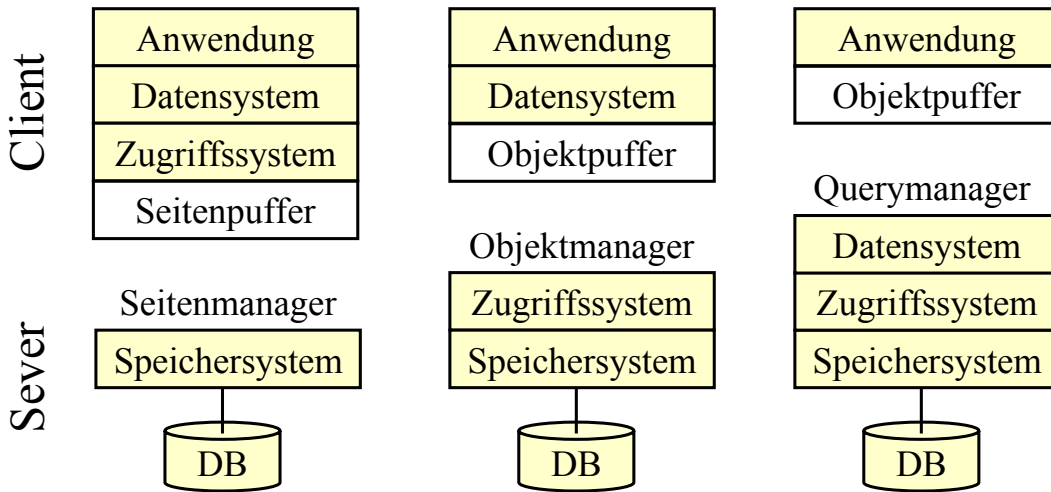 Client
Anwendung
Datensystem
Zugriffssystem
Seitenpuffer
Anwendung
Datensystem
Objektpuffer
Anwendung
Objektpuffer
Sever
Seitenmanager
Speichersystem
DB
Objektmanager
Zugriffssystem
Speichersystem
DB
Querymanager
Datensystem
Zugriffssystem
Speichersystem
DB